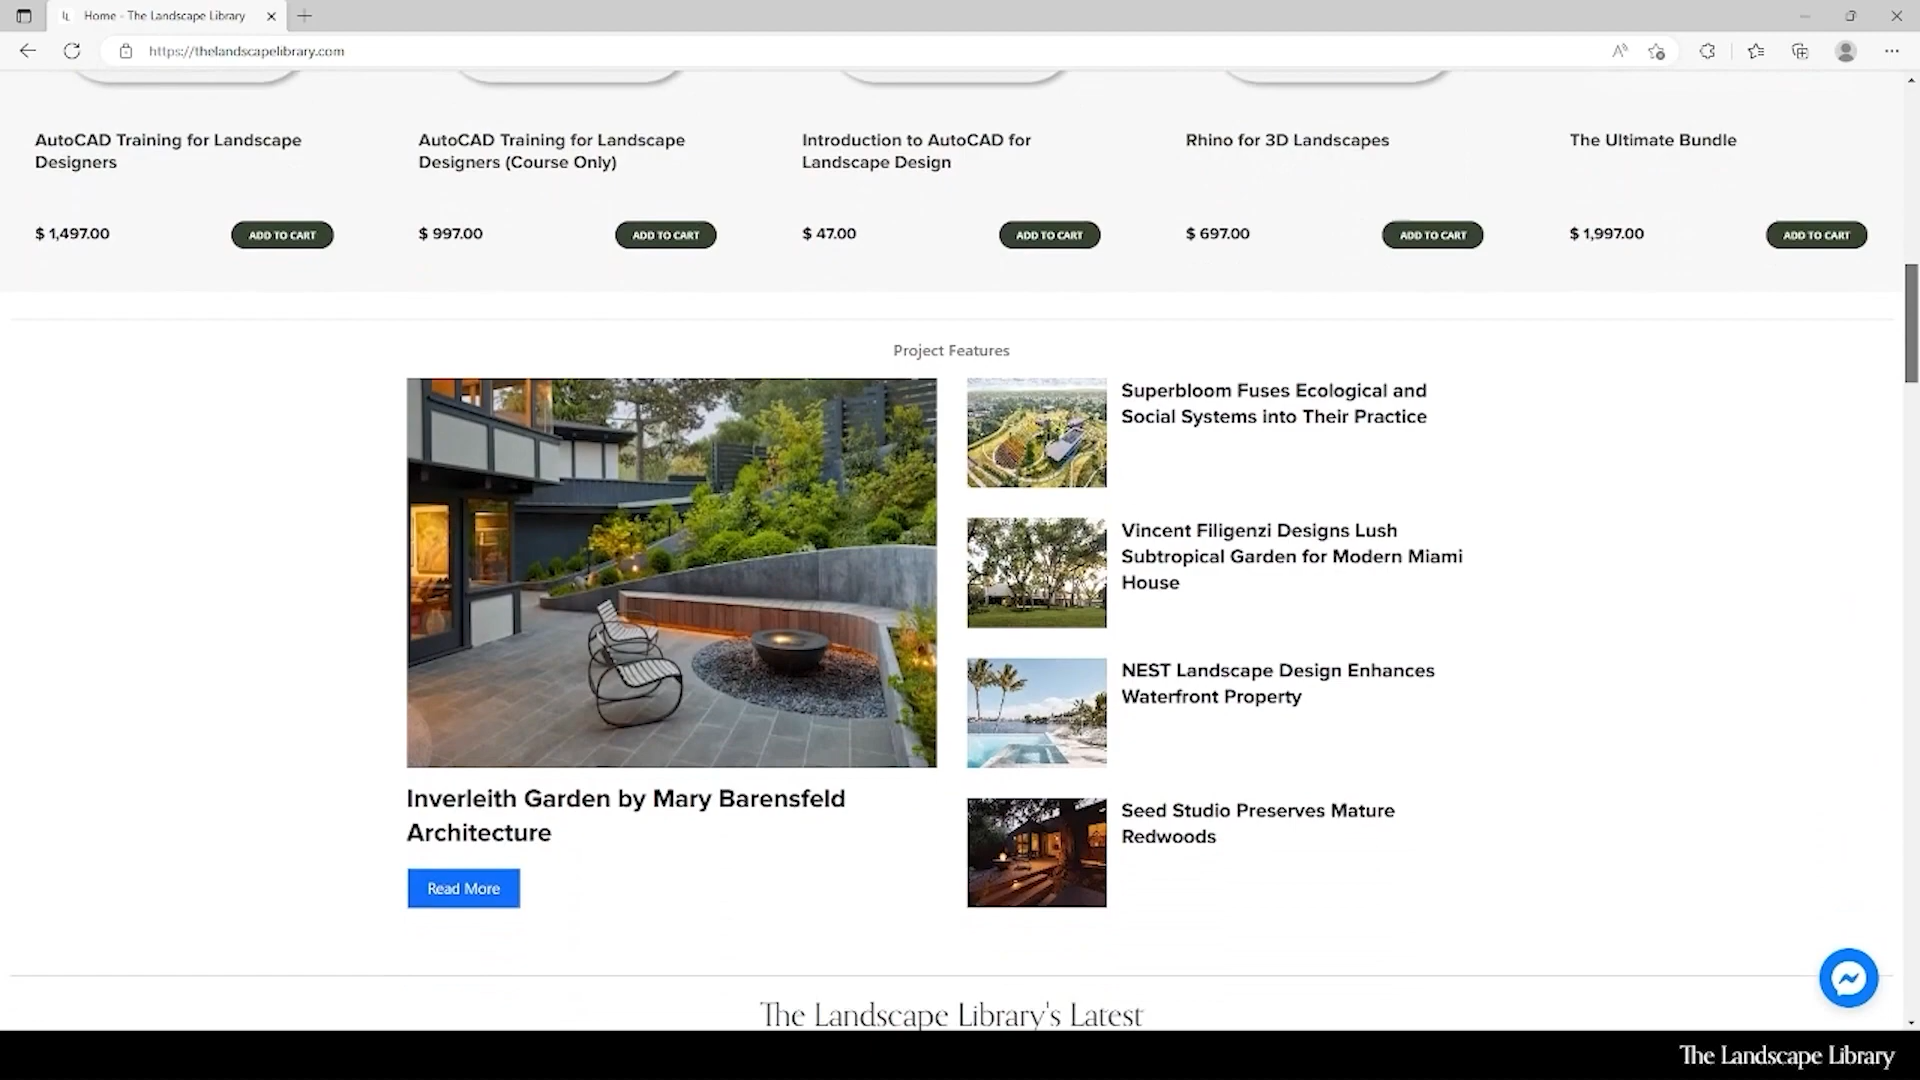 Home - The Landscape Library
https://thelandscapelibrary.com
AutoCAD Training for Landscape
Designers
$ 1,497.00
ADD TO CART
AutoCAD Training for Landscape
Designers (Course Only)
$ 997.00
ADD TO CART
Introduction to AutoCAD for
Landscape Design
$ 47.00
ADD TO CART
Rhino for 3D Landscapes
$ 697.00
ADD TO CART
The Ultimate Bundle
$ 1,997.00
ADD TO CART
Project Features
Inverleith Garden by Mary Barensfeld
Architecture
Read More
Superbloom Fuses Ecological and
Social Systems into Their Practice
Vincent Filigenzi Designs Lush
Subtropical Garden for Modern Miami
House
NEST Landscape Design Enhances
Waterfront Property
Seed Studio Preserves Mature
Redwoods
The Landscape Library's Latest
The Landscape Library